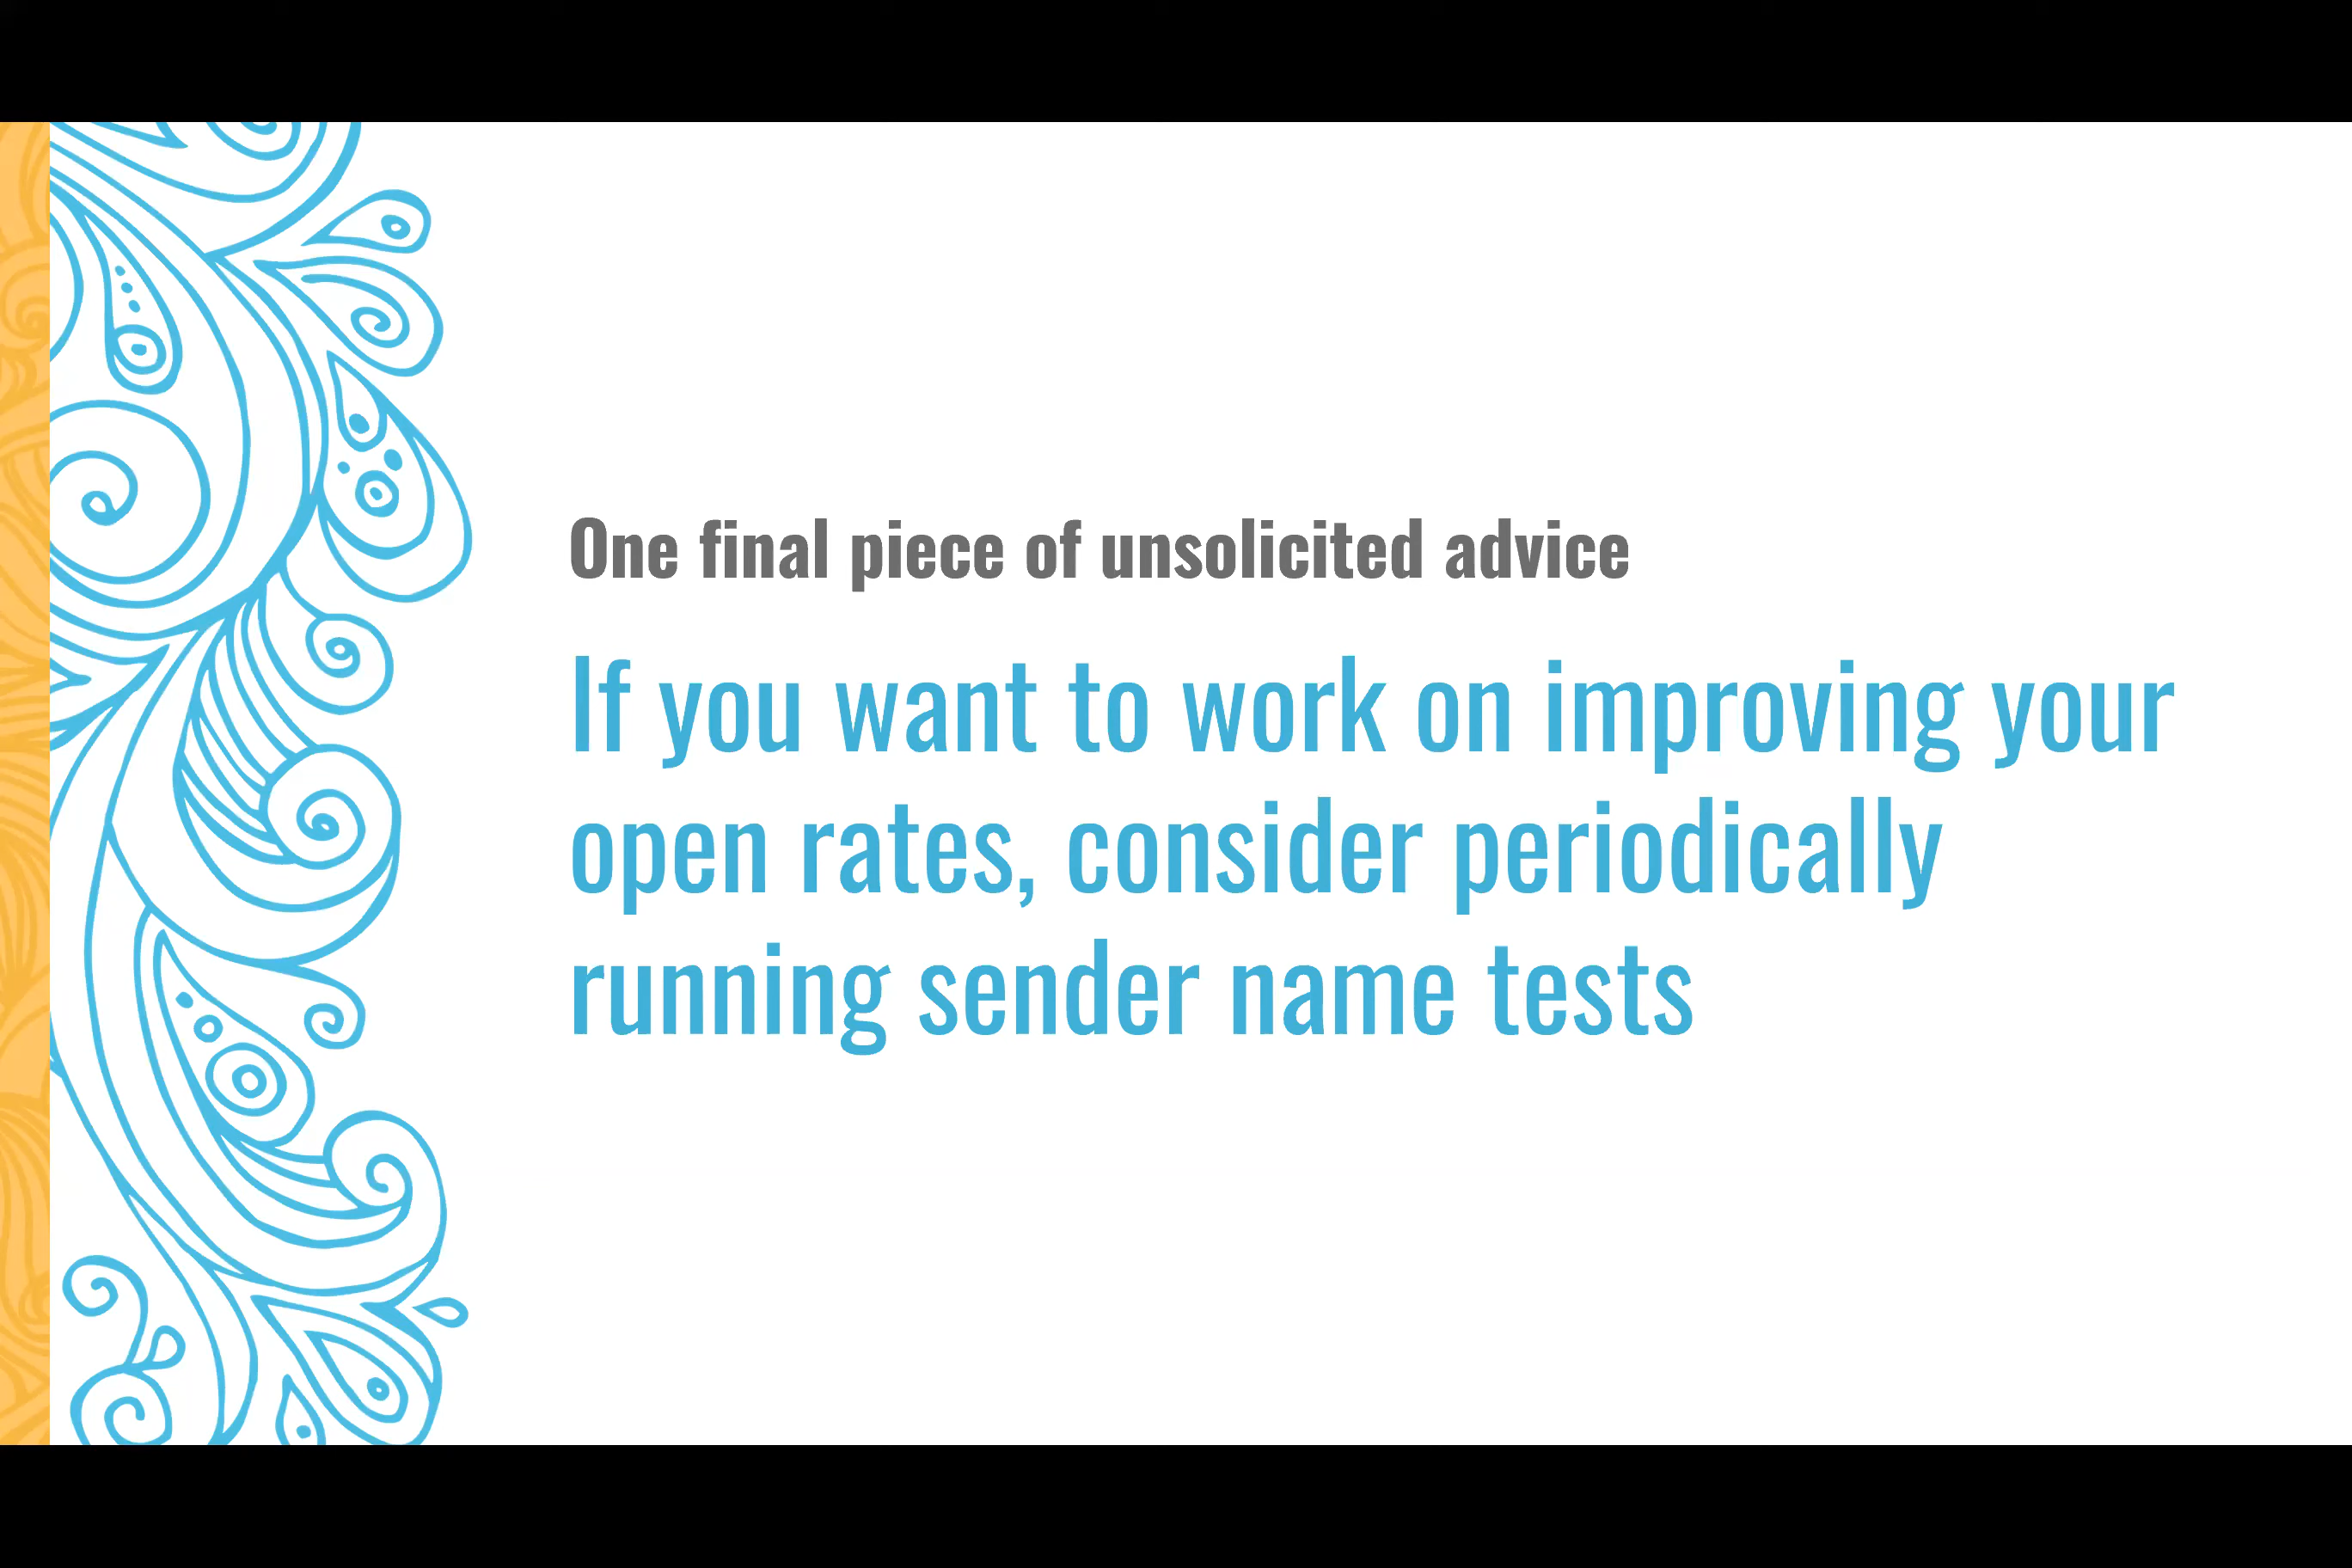 One final piece of unsolicited advice
If you want to work on improving your
open rates, consider periodically
running sender name tests